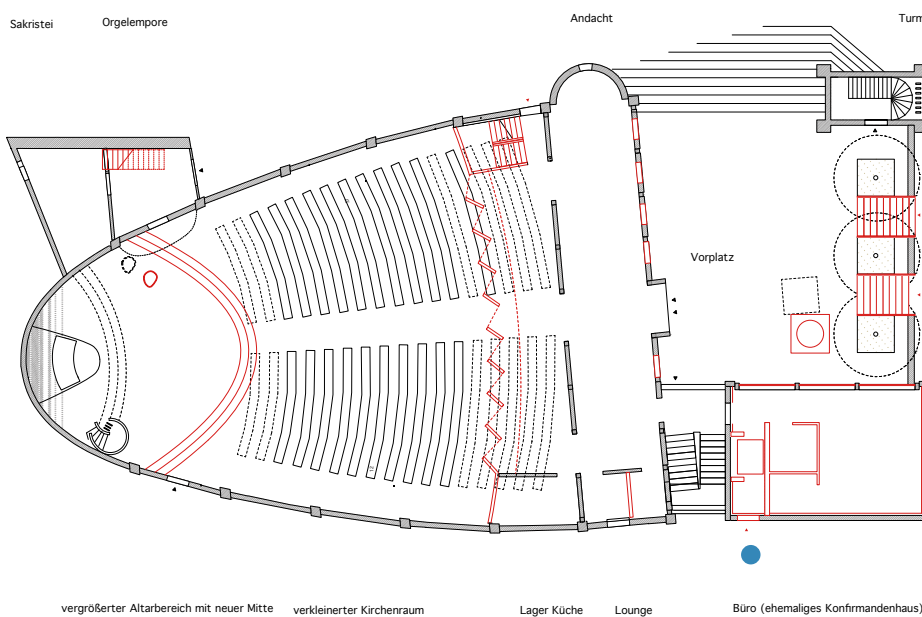 Sakristei
Orgelempore
Andacht
Turm
Vorplatz
vergrößerter Altarbereich mit neuer Mitte
verkleinerter Kirchenraum
Lager Küche
Lounge
Büro (ehemaliges Konfirmandenhaus)